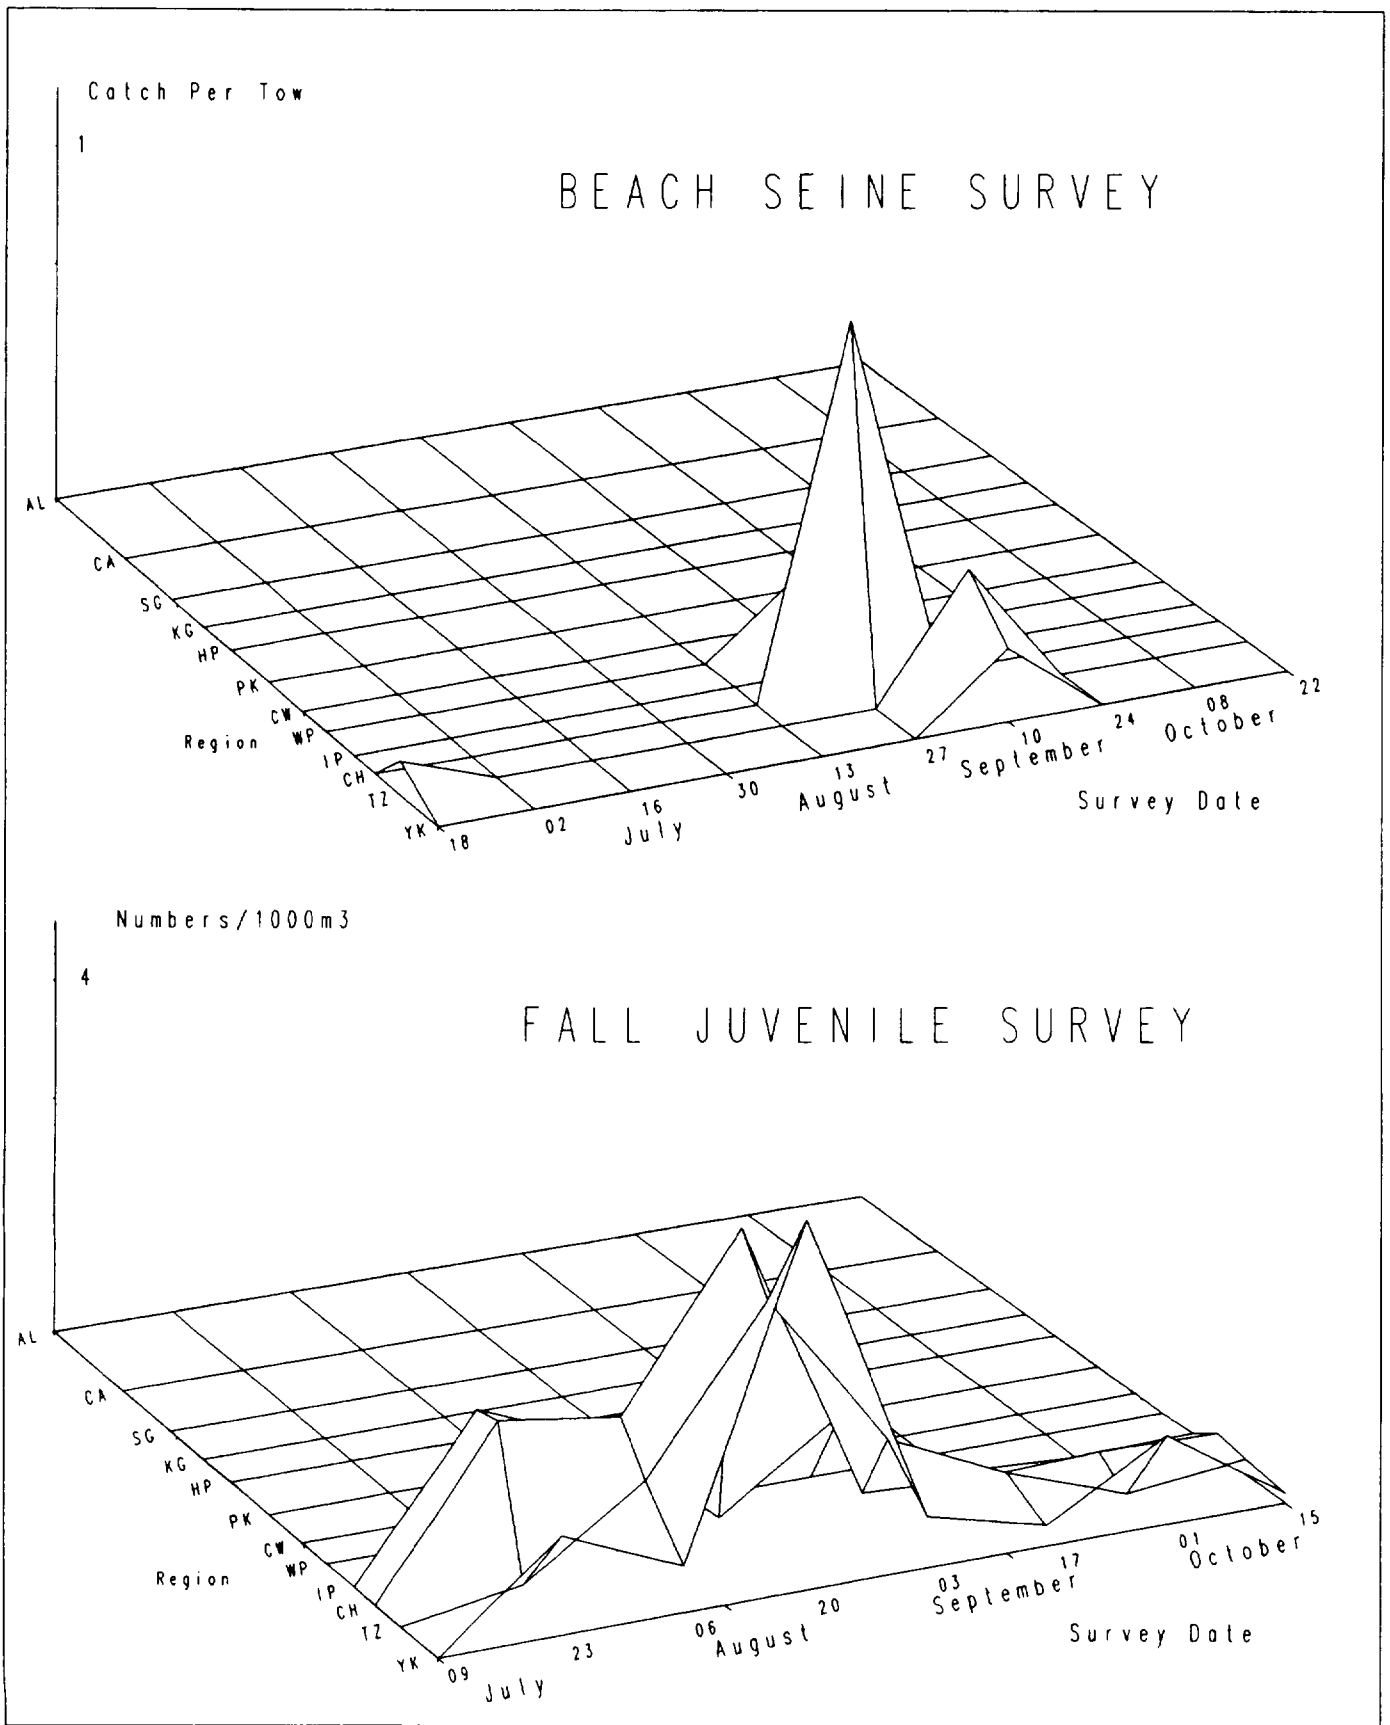 Catch Per Tow
1
BEACH SEINE SURVEY
AL
CA
SG
KG
HP
PK
CW
WP
IP
CH
TZ
YK
Region
18
02
16
30
13
27
10
24
08
22
July
August
September
October
Survey Date
Numbers/1000m3
4
FALL JUVENILE SURVEY
AL
CA
SG
KG
HP
PK
CW
WP
IP
CH
TZ
YK
Region
09
23
06
20
03
17
01
15
July
August
September
October
Survey Date